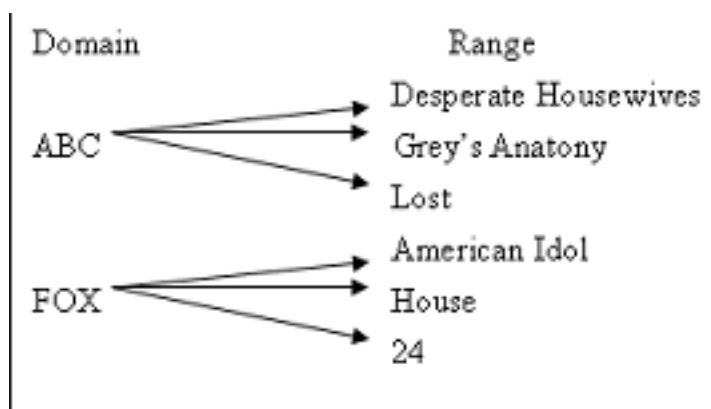 Domain Range
Desperate Housewives
ABC Grey's Anatony
Lost
American Idol
FOX House
24